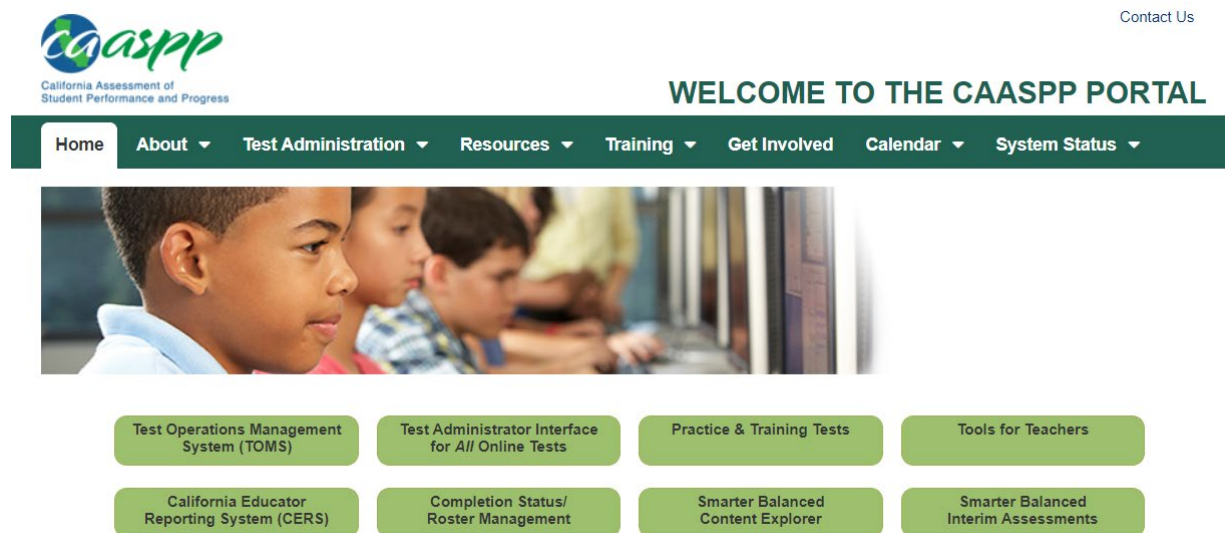 Contact Us
caaspp
California Assessment of
Student Performance and Progress
WELCOME TO THE CAASPP PORTAL
Home About Test Administration Resources Training Get Involved Calendar System Status
Test Operations Management
System (TOMS)
Test Administrator Interface
for All Online Tests
Practice & Training Tests
Tools for Teachers
California Educator
Reporting System (CERS)
Completion Status/
Roster Management
Smarter Balanced
Content Explorer
Smarter Balanced
Interim Assessments